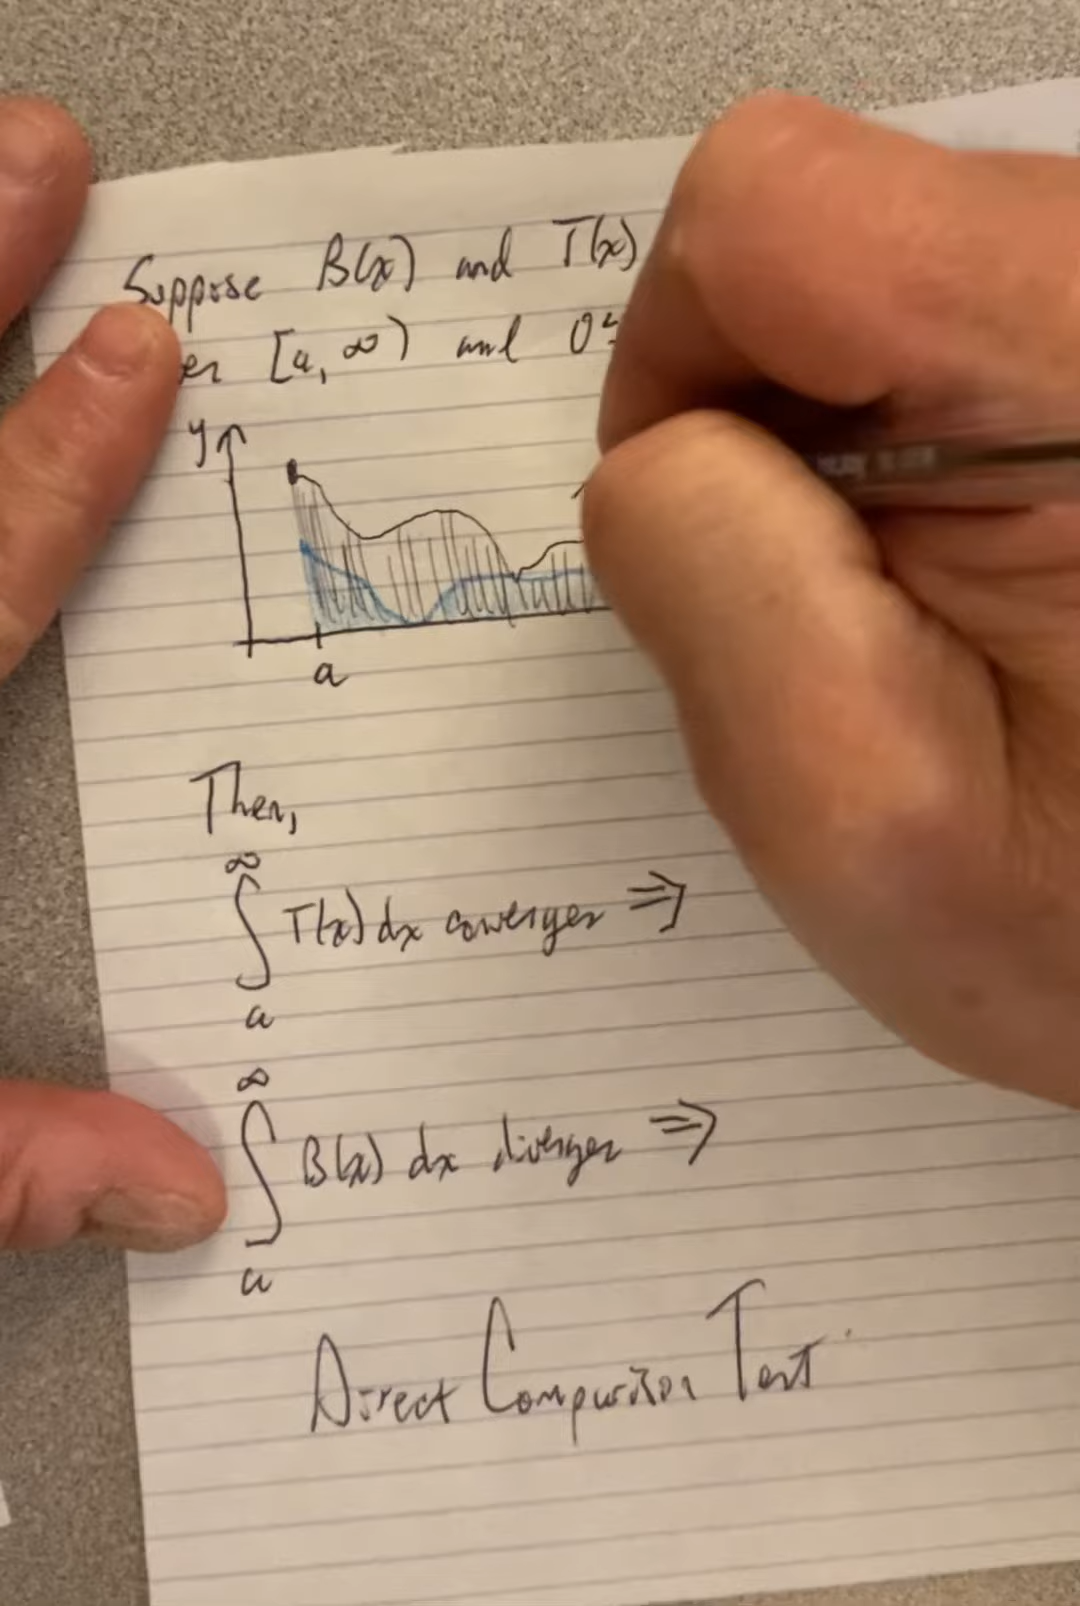 Suppose B(x) and T(x)
[a, ∞) and 0≤
y
a
Then,
∞
∫ T(x) dx converges ⇒
a
∞
∫ B(x) dx diverges ⇒
a
Direct Comparison Test